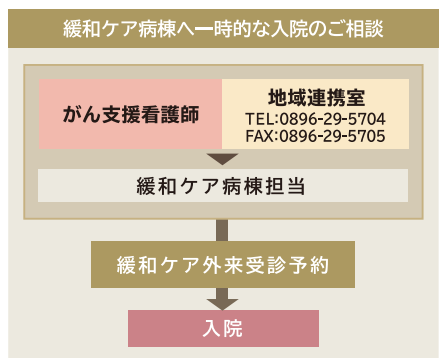 緩和ケア病棟へ一時的な入院のご相談
がん支援看護師
地域連携室
TEL:0896-29-5704
FAX:0896-29-5705
緩和ケア病棟担当
緩和ケア外来受診予約
入院